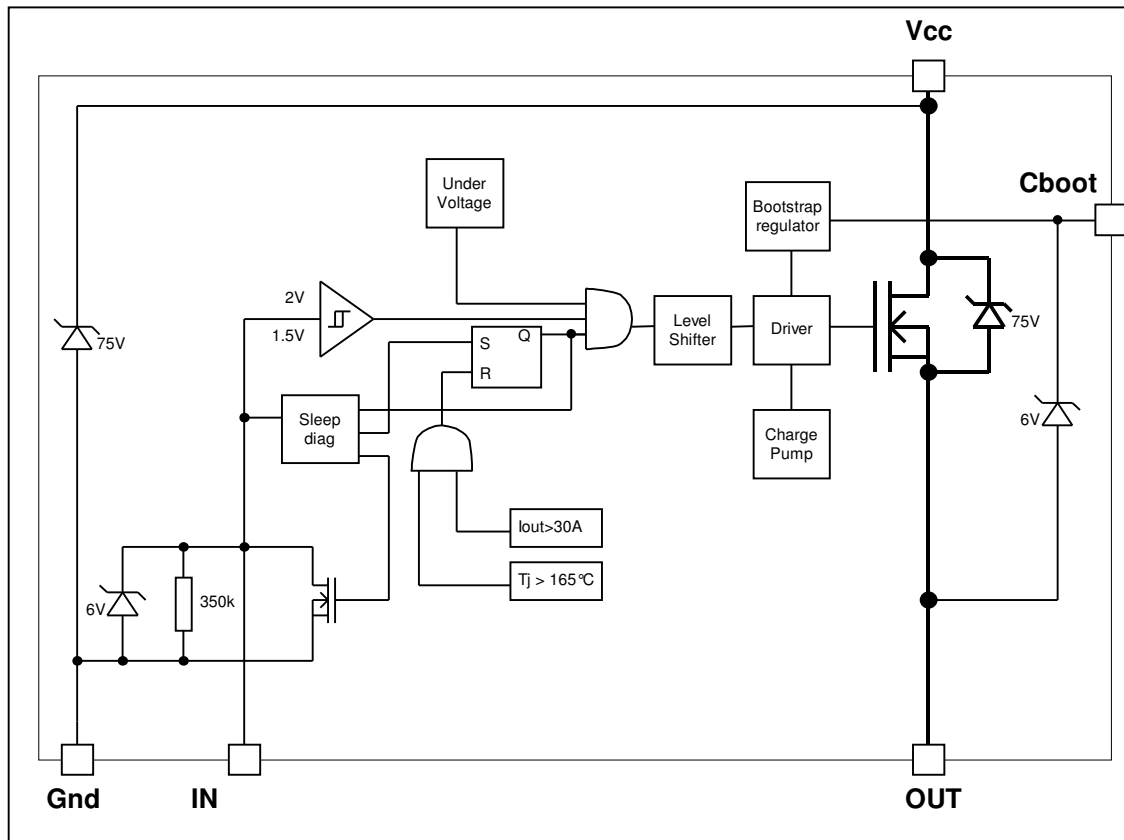 Vcc
Cboot
Under
Voltage
Bootstrap
regulator
2V
1.5V
75V
S
Q
R
Level
Shifter
Driver
75V
Sleep
diag
Charge
Pump
6V
Iout>30A
Tj > 165°C
6V
350k
Gnd
IN
OUT